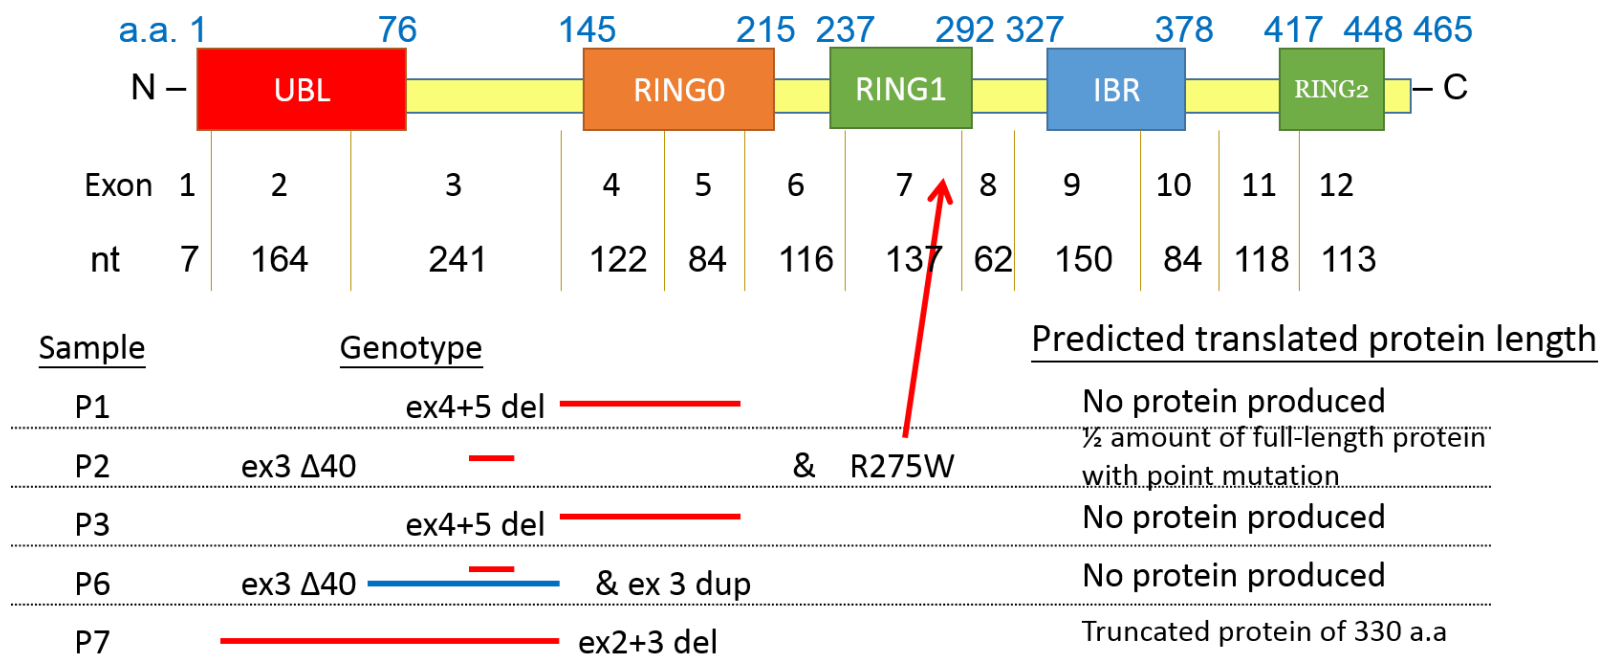 a.a. 1 76 145 215 237 292 327 378 417 448 465
N – UBL RING0 RING1 IBR RING2 – C
Exon 1 2 3 4 5 6 7 8 9 10 11 12
nt 7 164 241 122 84 116 137 62 150 84 118 113
Sample Genotype Predicted translated protein length
P1 ex4+5 del No protein produced
P2 ex3 Δ40 & R275W ½ amount of full-length protein
with point mutation
P3 ex4+5 del No protein produced
P6 ex3 Δ40 & ex 3 dup No protein produced
P7 ex2+3 del Truncated protein of 330 a.a